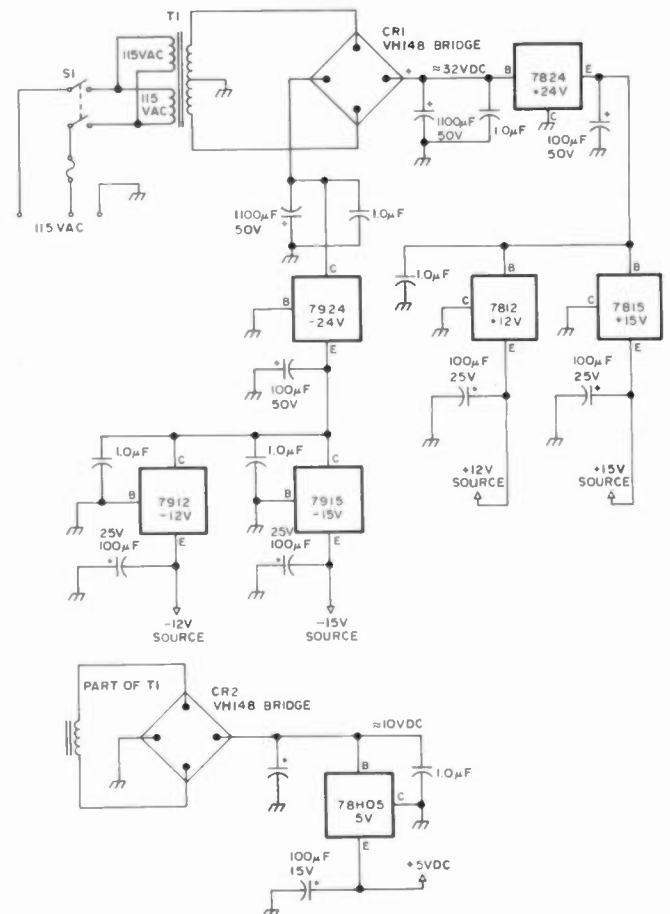 T1
CR1
VH148 BRIDGE
115VAC
S1
115
VAC
+
≈32VDC
B
7824
+24V
E
C
+
1100µF
50V
1.0µF
100µF
50V
+
115VAC
1100µF
50V
+
1.0µF
C
B
7924
-24V
E
+
100µF
50V
1.0µF
B
C
7812
+12V
E
B
C
7815
+15V
E
100µF
25V
+
100µF
25V
+
+12V
SOURCE
+15V
SOURCE
1.0µF
C
B
7912
-12V
E
1.0µF
C
B
7915
-15V
E
25V
100µF
+
25V
100µF
+
-12V
SOURCE
-15V
SOURCE
PART OF T1
CR2
VH148 BRIDGE
≈10VDC
+
B
78H05
5V
C
E
1.0µF
100µF
15V
+
+5VDC